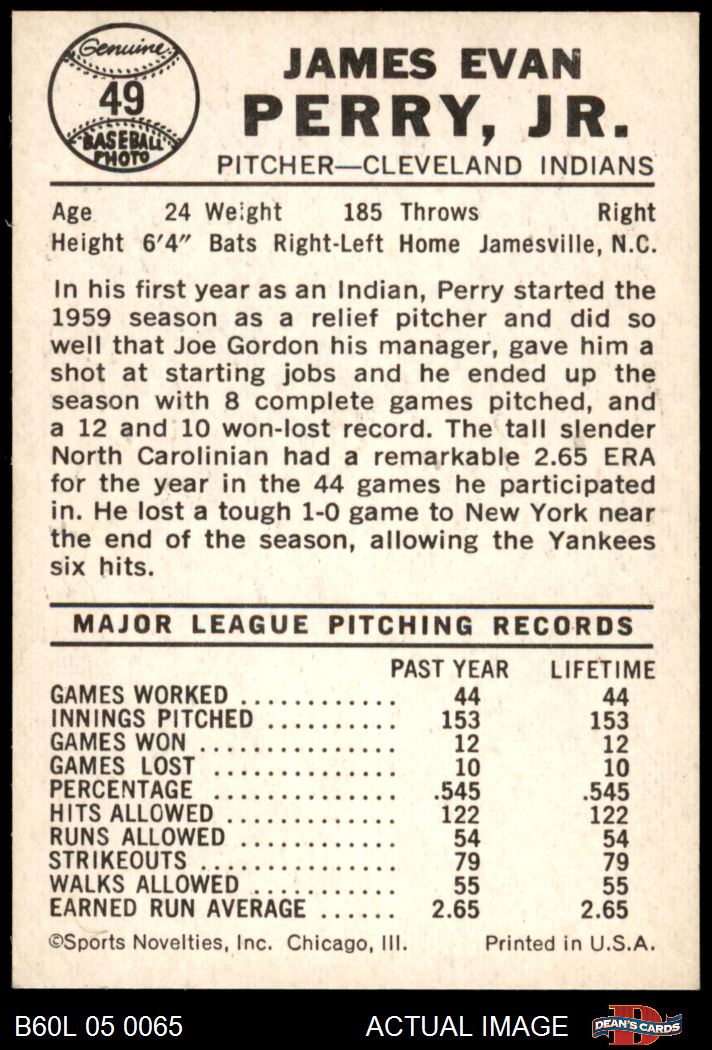 Genuine
49
BASEBALL
PHOTO
JAMES EVAN
PERRY, JR.
PITCHER—CLEVELAND INDIANS
Age 24 Weight 185 Throws Right
Height 6'4" Bats Right-Left Home Jamesville, N.C.
In his first year as an Indian, Perry started the
1959 season as a relief pitcher and did so
well that Joe Gordon his manager, gave him a
shot at starting jobs and he ended up the
season with 8 complete games pitched, and
a 12 and 10 won-lost record. The tall slender
North Carolinian had a remarkable 2.65 ERA
for the year in the 44 games he participated
in. He lost a tough 1-0 game to New York near
the end of the season, allowing the Yankees
six hits.
MAJOR LEAGUE PITCHING RECORDS
PAST YEAR LIFETIME
GAMES WORKED ............ 44 44
INNINGS PITCHED .......... 153 153
GAMES WON ............... 12 12
GAMES LOST .............. 10 10
PERCENTAGE .............. .545 .545
HITS ALLOWED ............. 122 122
RUNS ALLOWED ............ 54 54
STRIKEOUTS ............... 79 79
WALKS ALLOWED ........... 55 55
EARNED RUN AVERAGE ...... 2.65 2.65
©Sports Novelties, Inc. Chicago, Ill. Printed in U.S.A.
B60L 05 0065 ACTUAL IMAGE D DEAN'S CARDS